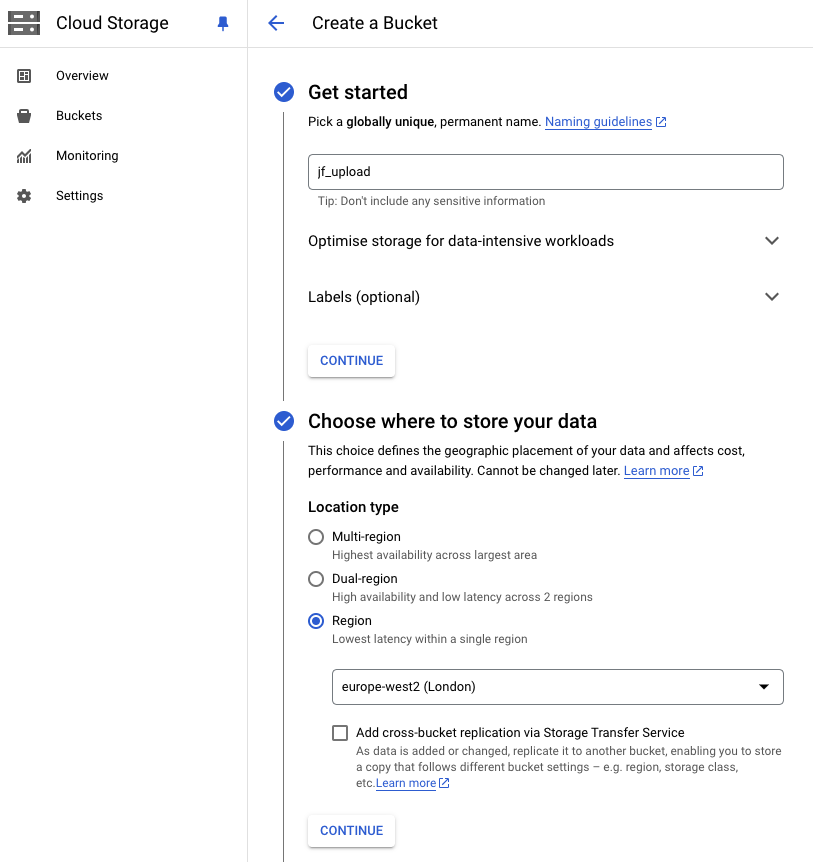 Cloud Storage
Create a Bucket
Overview
Buckets
Monitoring
Settings
Get started
Pick a globally unique, permanent name. Naming guidelines
jf_upload
Tip: Don't include any sensitive information
Optimise storage for data-intensive workloads
Labels (optional)
CONTINUE
Choose where to store your data
This choice defines the geographic placement of your data and affects cost,
performance and availability. Cannot be changed later. Learn more
Location type
Multi-region
Highest availability across largest area
Dual-region
High availability and low latency across 2 regions
Region
Lowest latency within a single region
europe-west2 (London)
Add cross-bucket replication via Storage Transfer Service
As data is added or changed, replicate it to another bucket, enabling you to store
a copy that follows different bucket settings – e.g. region, storage class,
etc.Learn more
CONTINUE